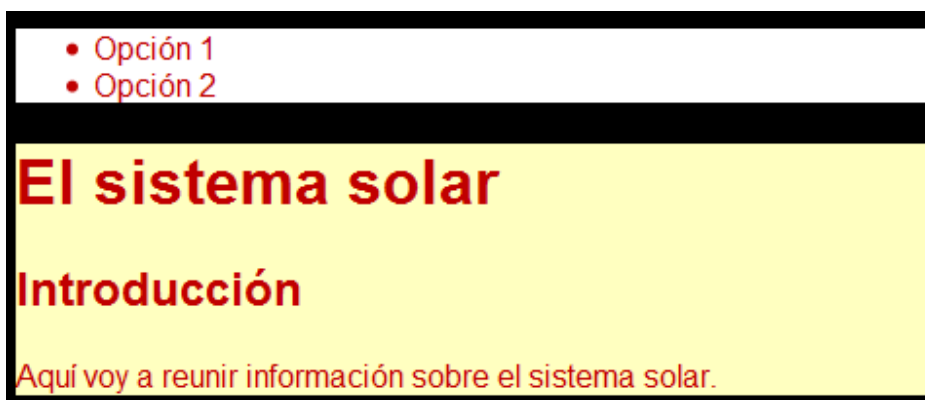 Opción 1
Opción 2
El sistema solar
Introducción
Aquí voy a reunir información sobre el sistema solar.